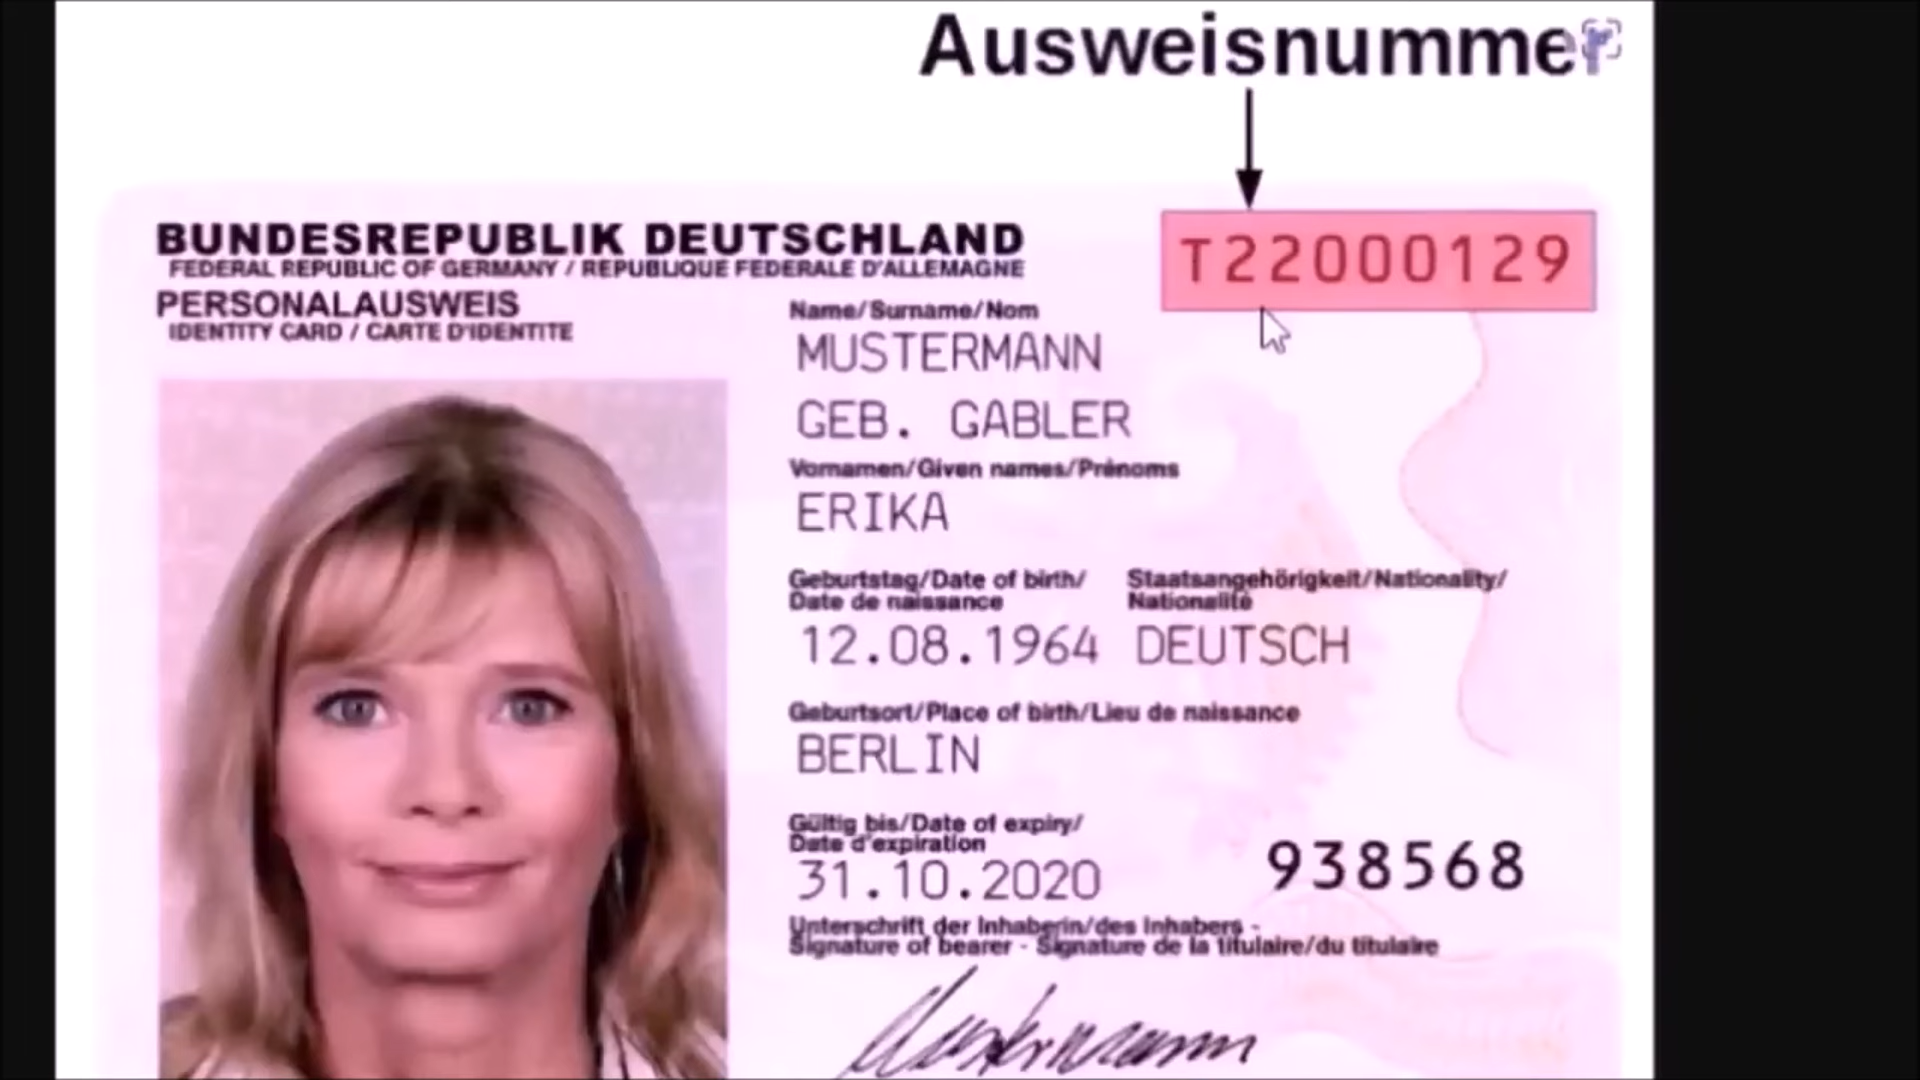 Ausweisnummer
BUNDESREPUBLIK DEUTSCHLAND
FEDERAL REPUBLIC OF GERMANY / REPUBLIQUE FEDERALE D'ALLEMAGNE
PERSONALAUSWEIS
IDENTITY CARD / CARTE D'IDENTITE
T22000129
Name/Surname/Nom
MUSTERMANN
GEB. GABLER
Vornamen/Given names/Prénoms
ERIKA
Geburtstag/Date of birth/
Date de naissance
Staatsangehörigkeit/Nationality/
Nationalité
12.08.1964 DEUTSCH
Geburtsort/Place of birth/Lieu de naissance
BERLIN
Gültig bis/Date of expiry/
Date d'expiration
31.10.2020
938568
Unterschrift der Inhaberin/des Inhabers -
Signature of bearer - Signature de la titulaire/du titulaire
Mustermann